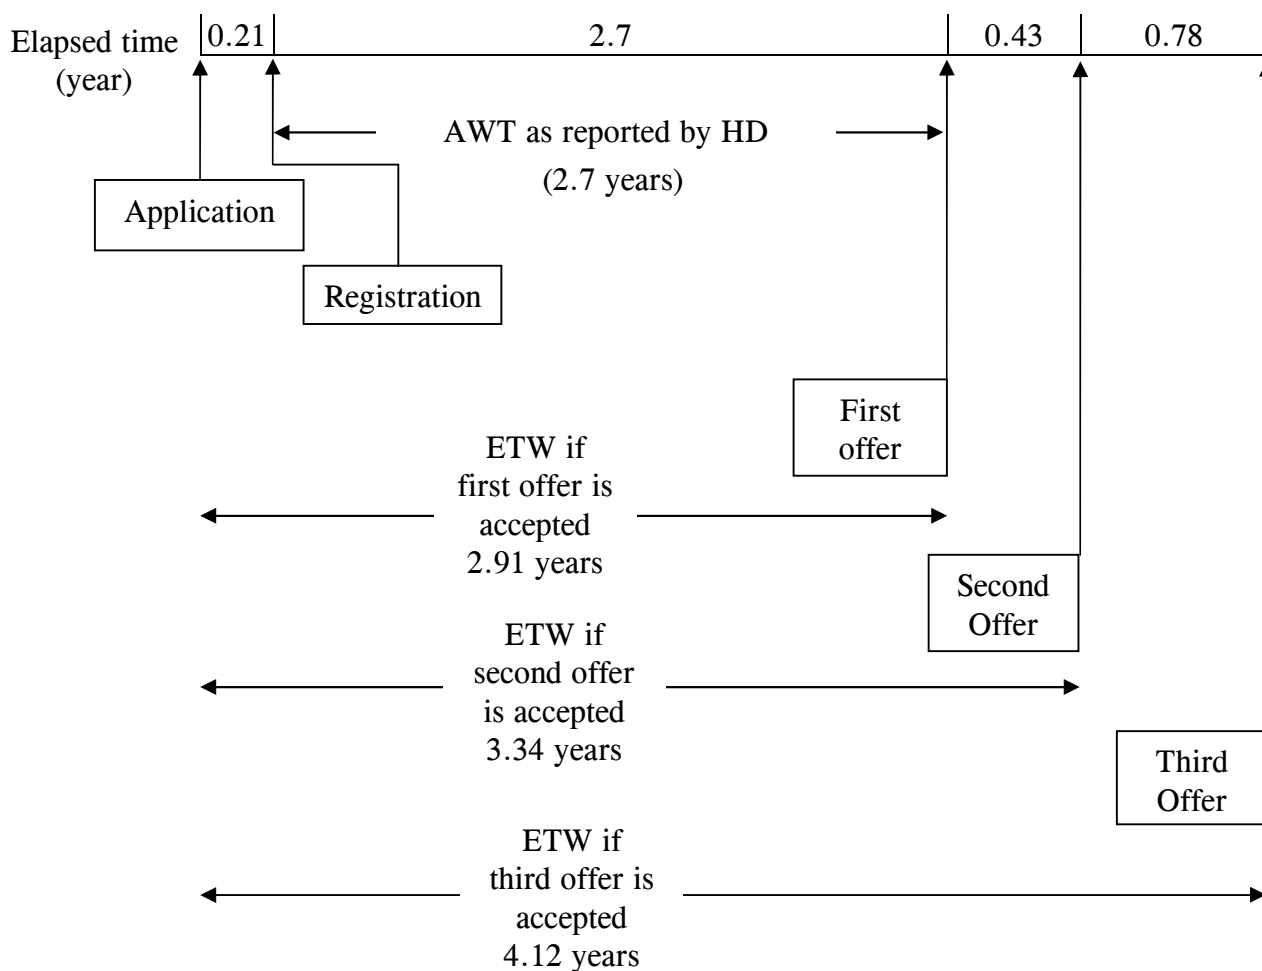 Elapsed time
(year)
0.21
2.7
0.43
0.78
AWT as reported by HD
(2.7 years)
Application
Registration
First
offer
ETW if
first offer is
accepted
2.91 years
Second
Offer
ETW if
second offer
is accepted
3.34 years
Third
Offer
ETW if
third offer is
accepted
4.12 years